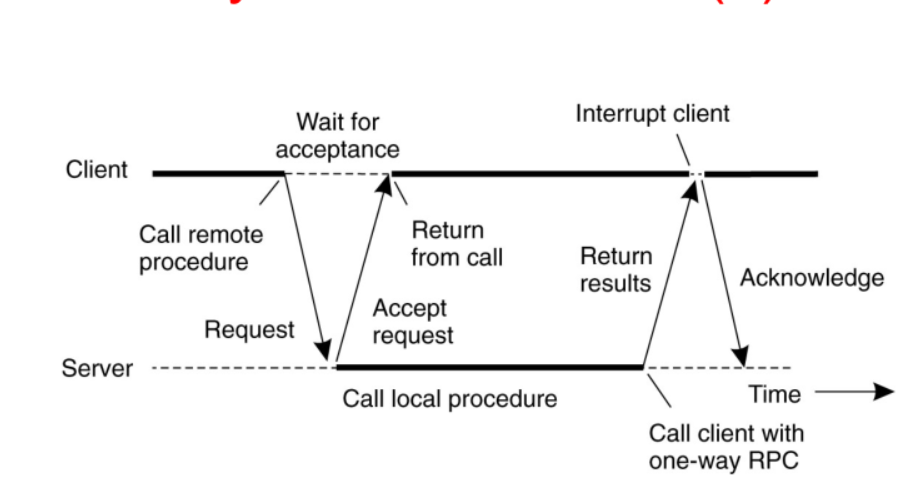 Interrupt client
Wait for
acceptance
Client
Call remote
procedure
Return
from call
Return
results
Acknowledge
Request
Accept
request
Server
Call local procedure
Time
Call client with
one-way RPC